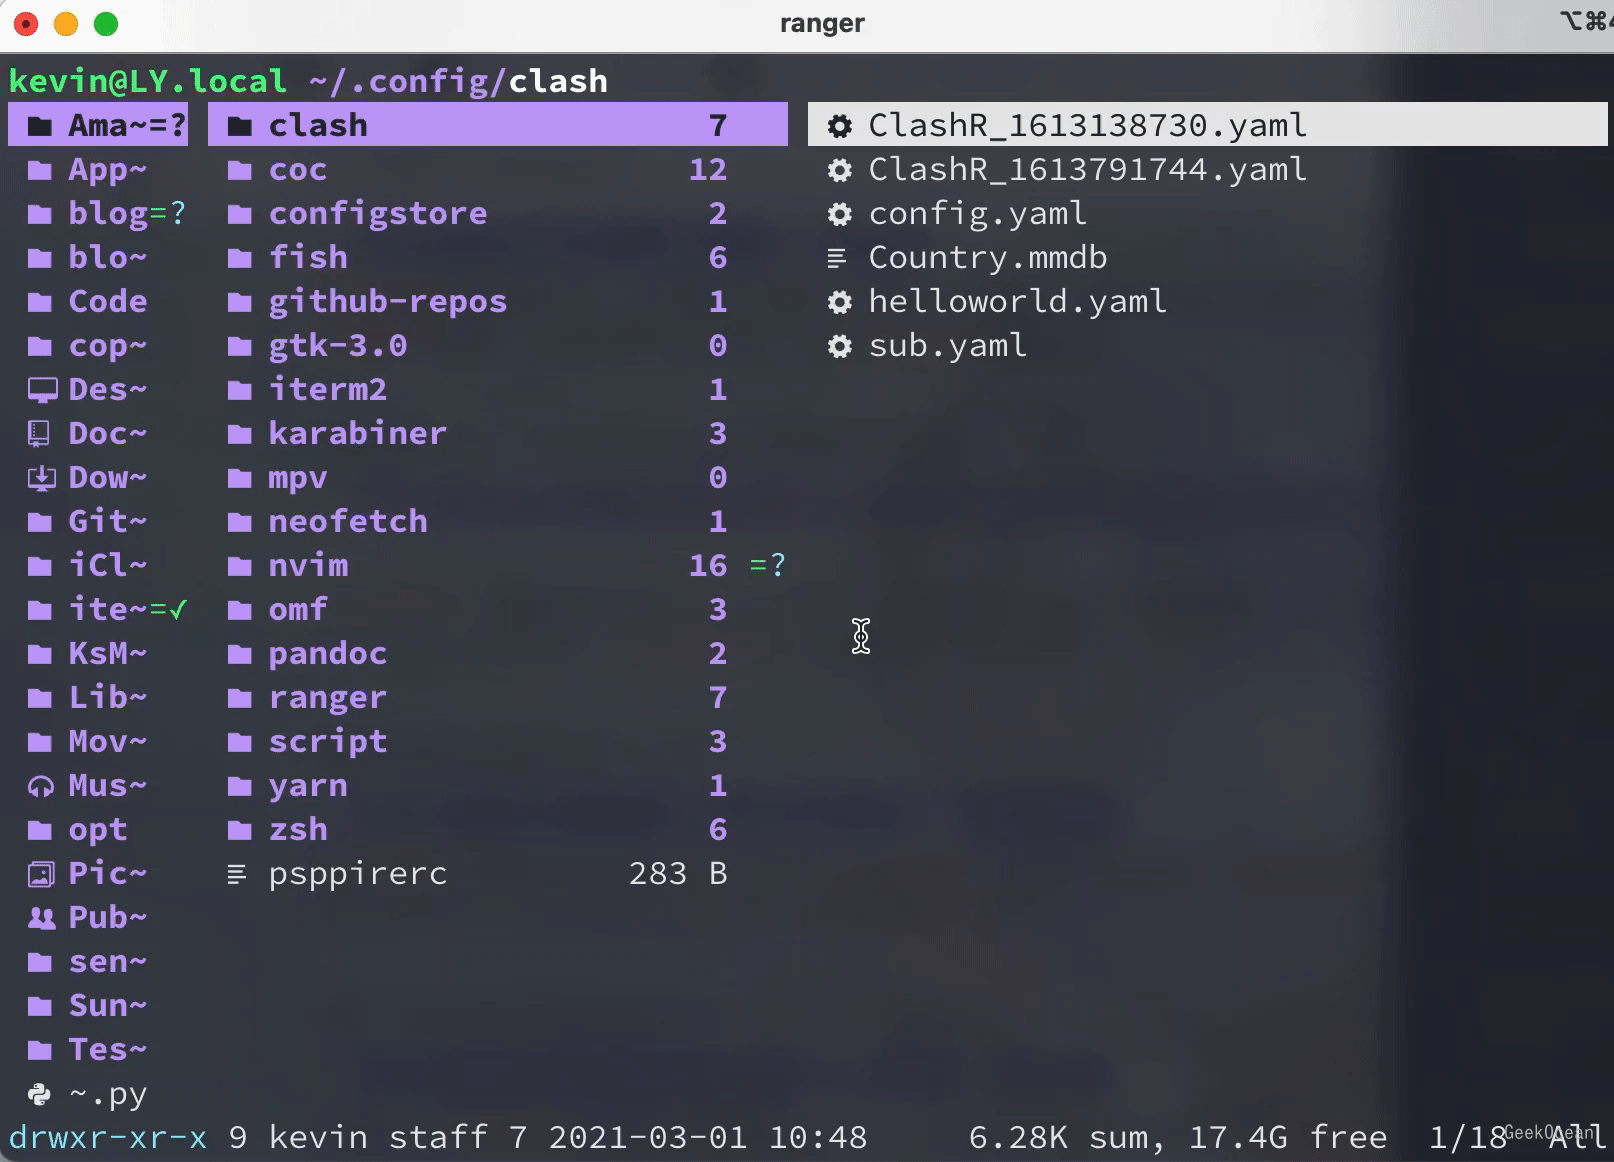 ranger
⌥⌘
kevin@LY.local ~/.config/clash
Ama~=? clash 7 ClashR_1613138730.yaml
App~ coc 12 ClashR_1613791744.yaml
blog=? configstore 2 config.yaml
blo~ fish 6 Country.mmdb
Code github-repos 1 helloworld.yaml
cop~ gtk-3.0 0 sub.yaml
Des~ iterm2 1
Doc~ karabiner 3
Dow~ mpv 0
Git~ neofetch 1
iCl~ nvim 16 =?
ite~=✓ omf 3
KsM~ pandoc 2
Lib~ ranger 7
Mov~ script 3
Mus~ yarn 1
opt zsh 6
Pic~ psppirerc 283 B
Pub~
sen~
Sun~
Tes~
~.py
drwxr-xr-x 9 kevin staff 7 2021-03-01 10:48 6.28K sum, 17.4G free 1/18 All
GeekOcean